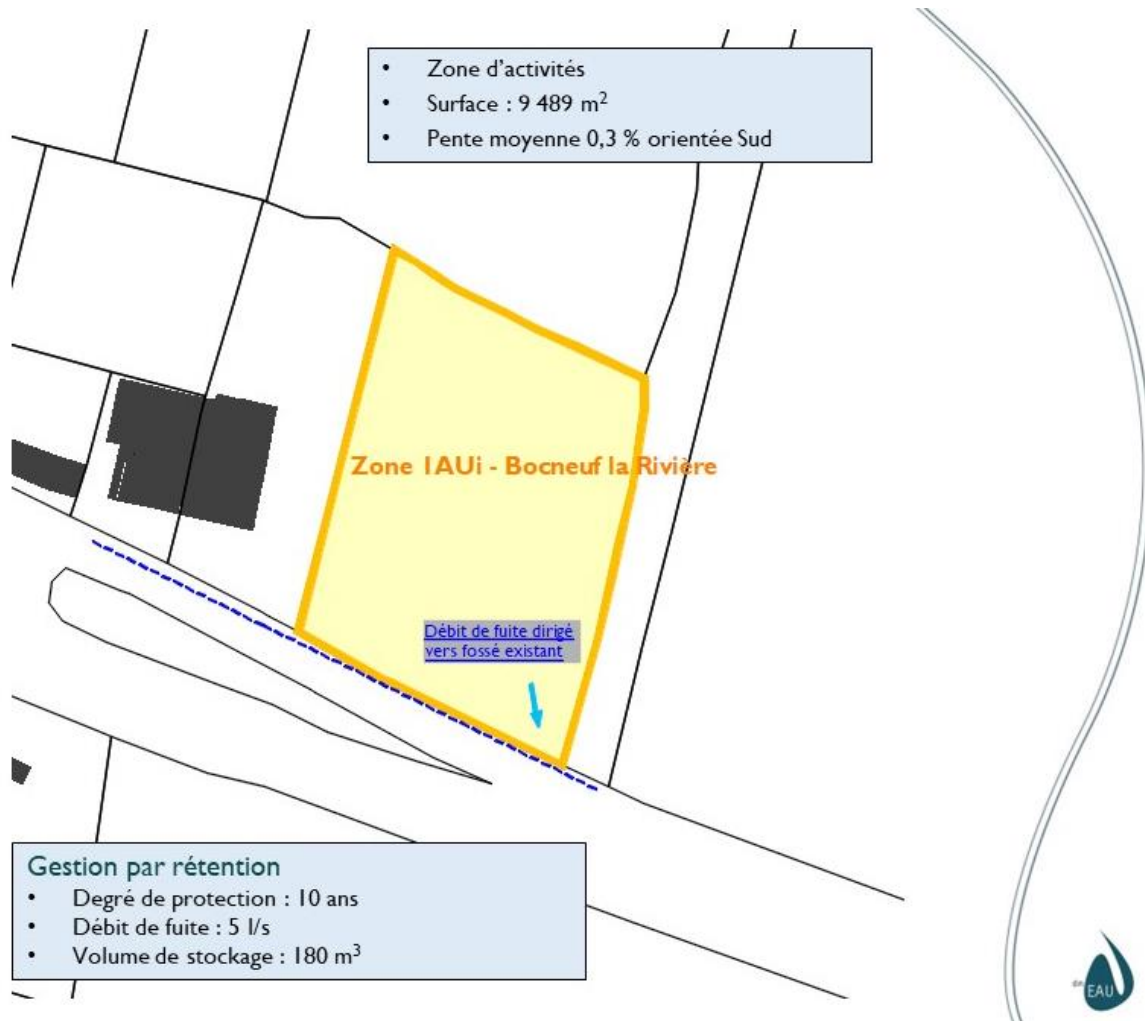 • Zone d'activités
• Surface : 9 489 m²
• Pente moyenne 0,3 % orientée Sud
Zone 1AUi - Bocneuf la Rivière
Débit de fuite dirigé
vers fossé existant
Gestion par rétention
• Degré de protection : 10 ans
• Débit de fuite : 5 l/s
• Volume de stockage : 180 m³
EAU